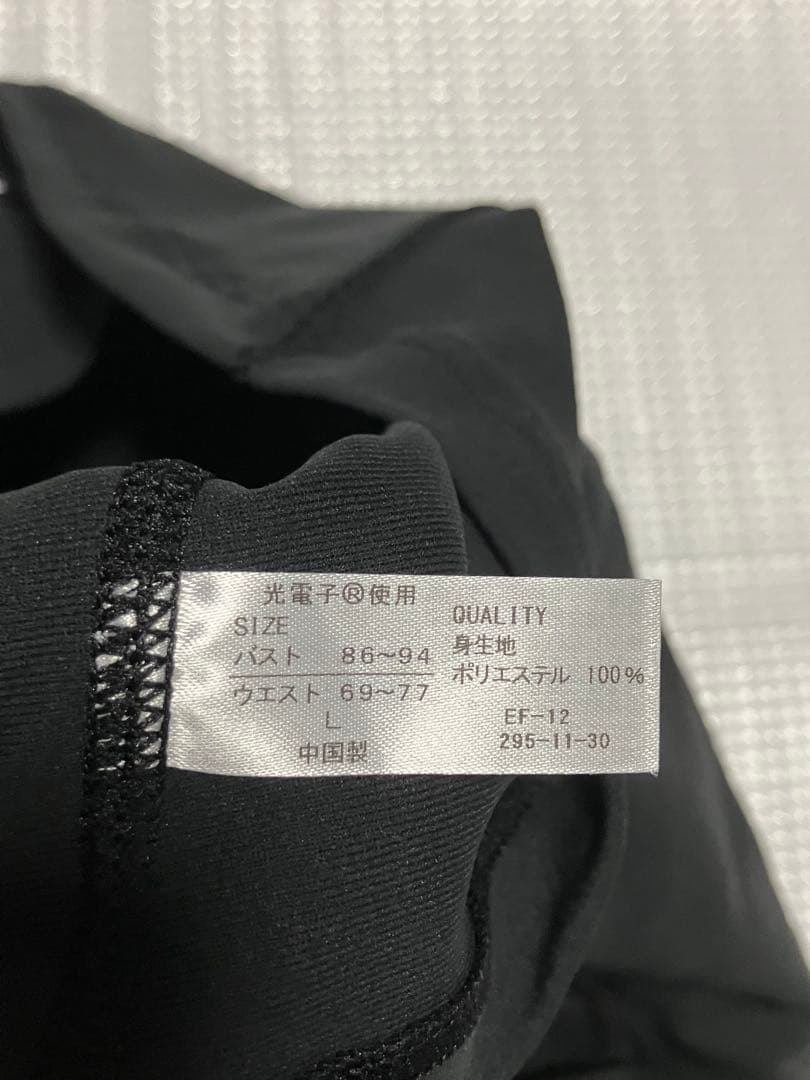 光電子®使用
SIZE
バスト 86～94
ウエスト 69～77
L
中国製
QUALITY
身生地
ポリエステル 100%
EF-12
295-11-30